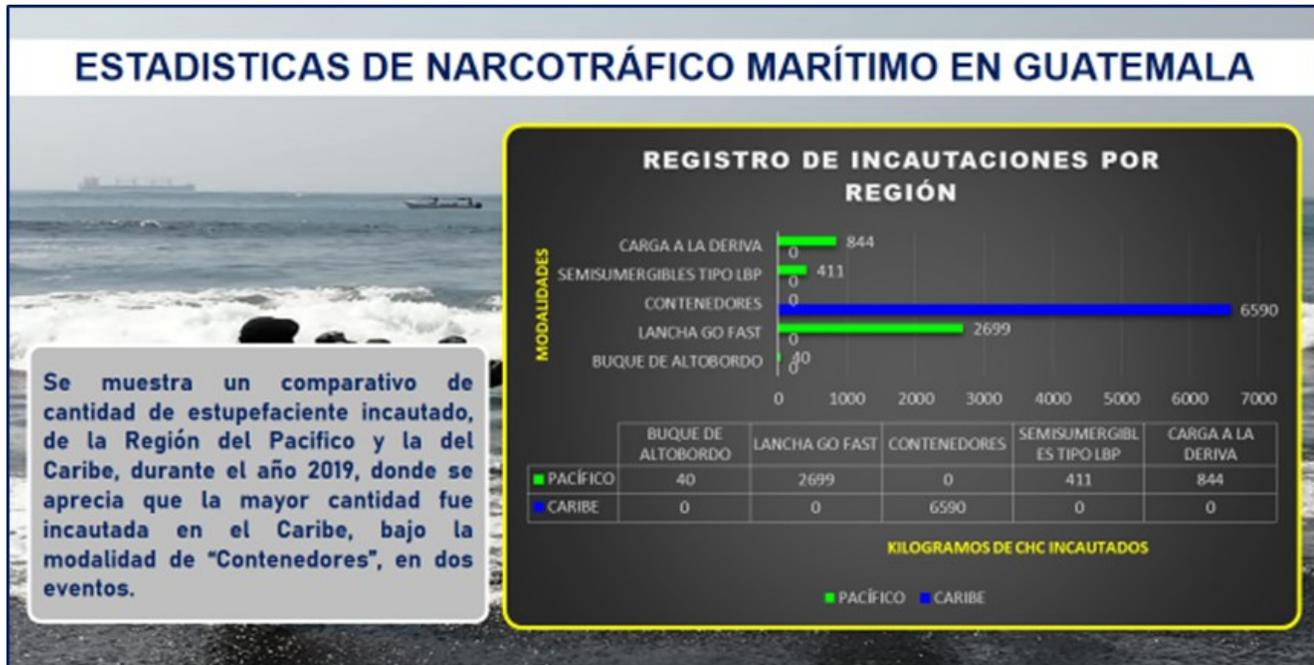 ESTADISTICAS DE NARCOTRÁFICO MARÍTIMO EN GUATEMALA
Se muestra un comparativo de
cantidad de estupefaciente incautado,
de la Región del Pacifico y la del
Caribe, durante el año 2019, donde se
aprecia que la mayor cantidad fue
incautada en el Caribe, bajo la
modalidad de “Contenedores”, en dos
eventos.
REGISTRO DE INCAUTACIONES POR
REGIÓN
MODALIDADES
CARGA A LA DERIVA 844
0
SEMISUMERGIBLES TIPO LBP 411
0
CONTENEDORES 0
6590
LANCHA GO FAST 2699
0
BUQUE DE ALTOBORDO 40
0
0 1000 2000 3000 4000 5000 6000 7000
BUQUE DE LANCHA GO FAST CONTENEDORES SEMISUMERGIBL CARGA A LA
ALTOBORDO ES TIPO LBP DERIVA
PACÍFICO 40 2699 0 411 844
CARIBE 0 0 6590 0 0
KILOGRAMOS DE CHC INCAUTADOS
PACÍFICO CARIBE